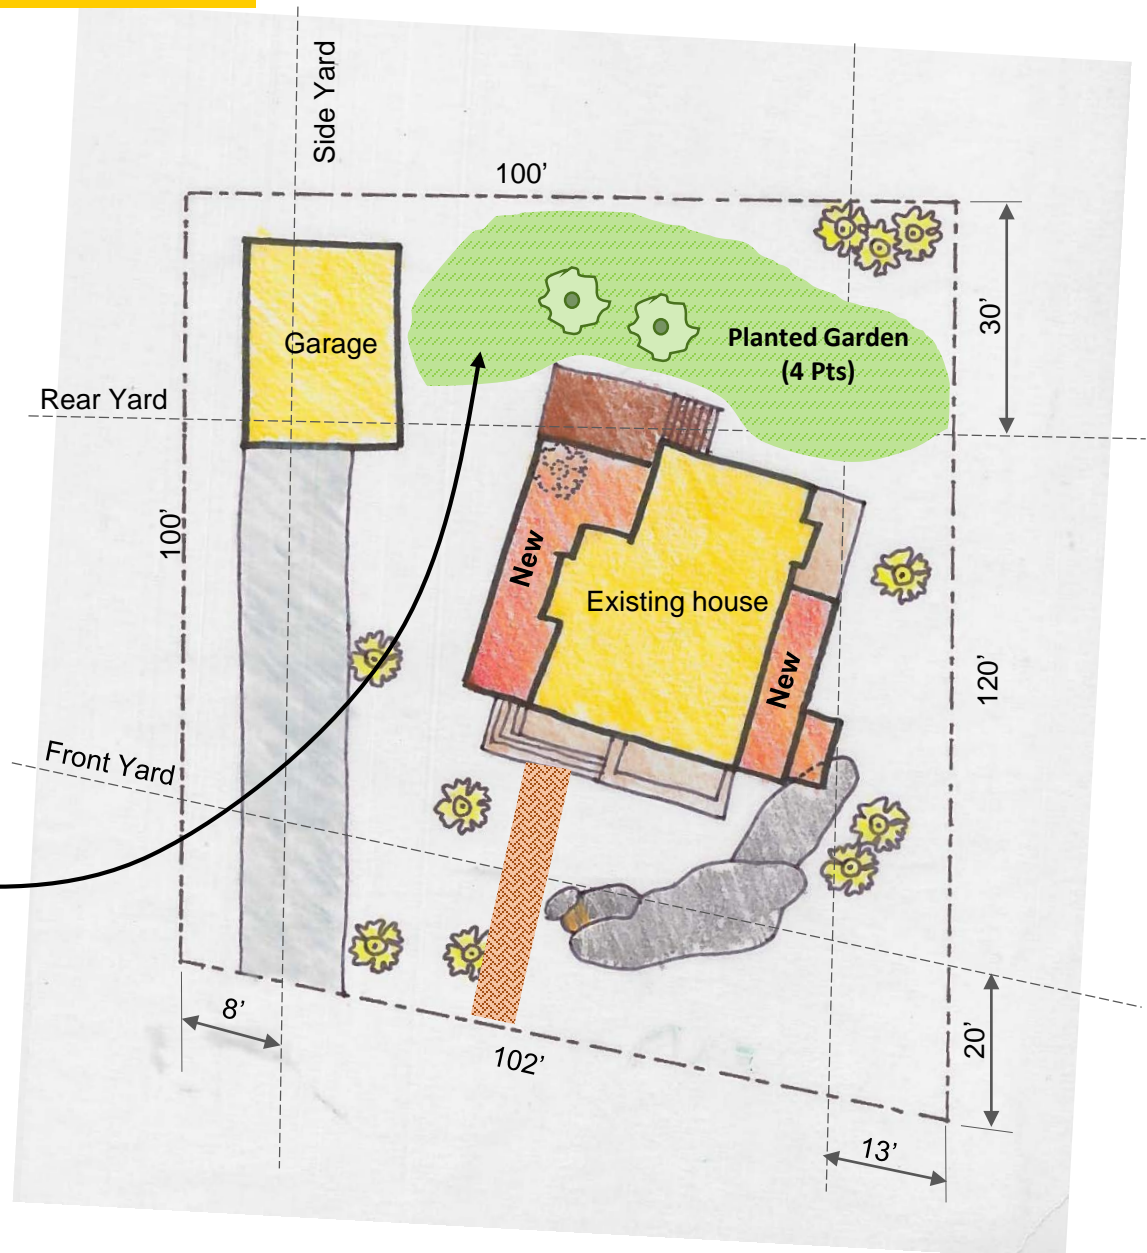 Side Yard
100’
Garage
Planted Garden
(4 Pts)
30’
Rear Yard
100’
New
Existing house
New
120’
Front Yard
8’
102’
20’
13’